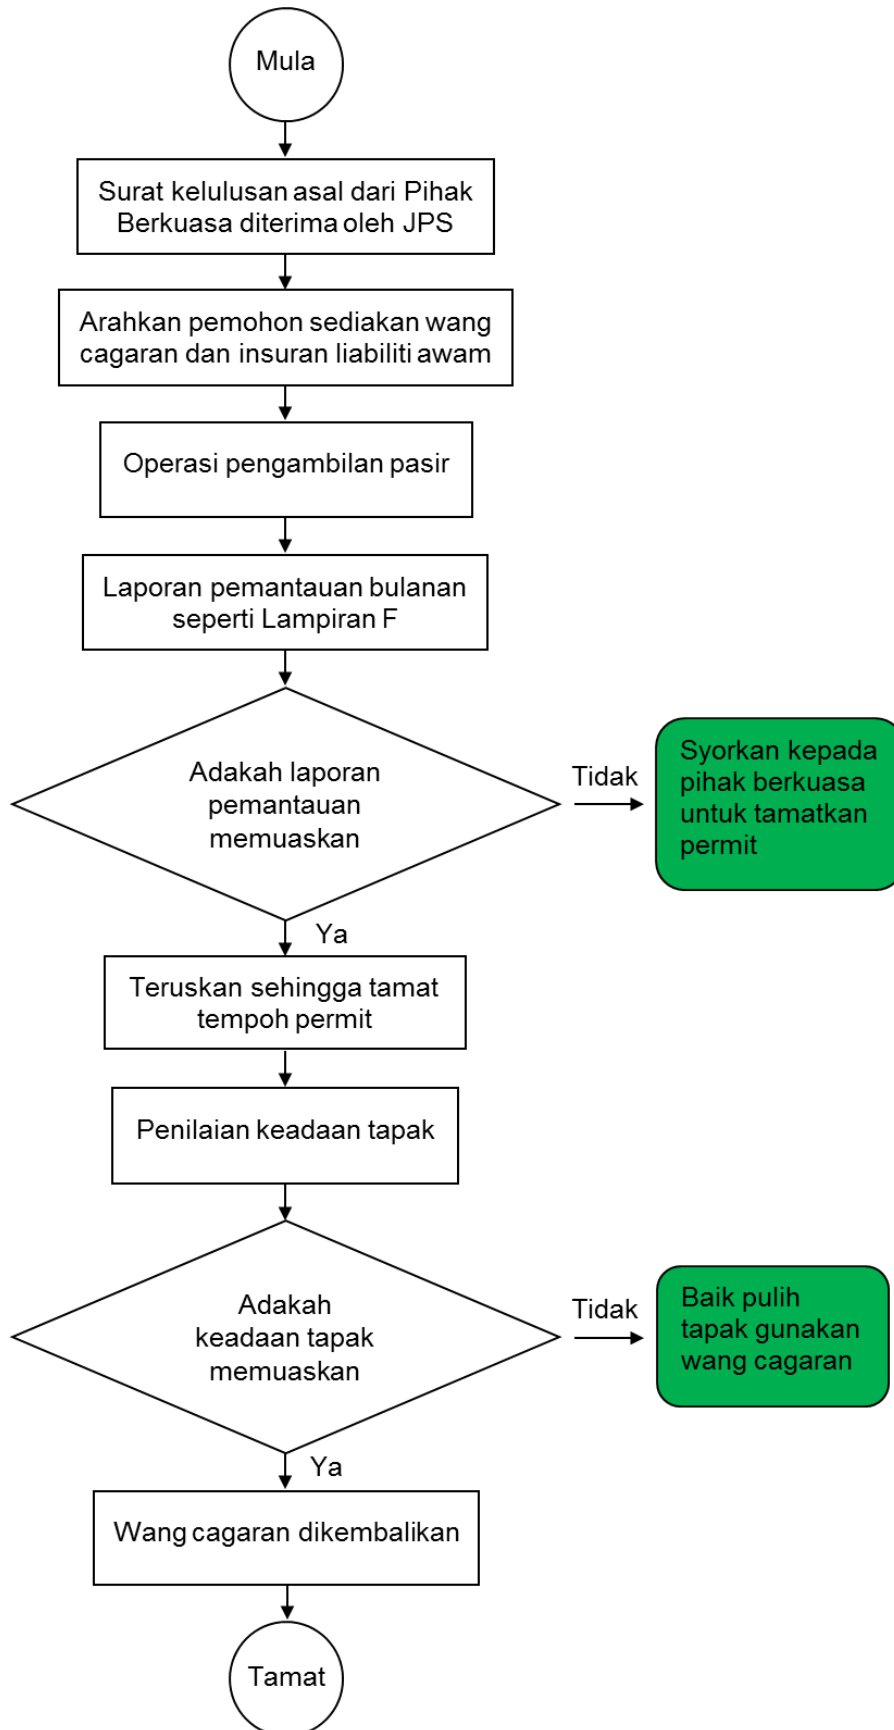 Mula
Surat kelulusan asal dari Pihak
Berkuasa diterima oleh JPS
Arahkan pemohon sediakan wang
cagaran dan insuran liabiliti awam
Operasi pengambilan pasir
Laporan pemantauan bulanan
seperti Lampiran F
Adakah laporan
pemantauan
memuaskan
Tidak
Syorkan kepada
pihak berkuasa
untuk tamatkan
permit
Ya
Teruskan sehingga tamat
tempoh permit
Penilaian keadaan tapak
Adakah
keadaan tapak
memuaskan
Tidak
Baik pulih
tapak gunakan
wang cagaran
Ya
Wang cagaran dikembalikan
Tamat